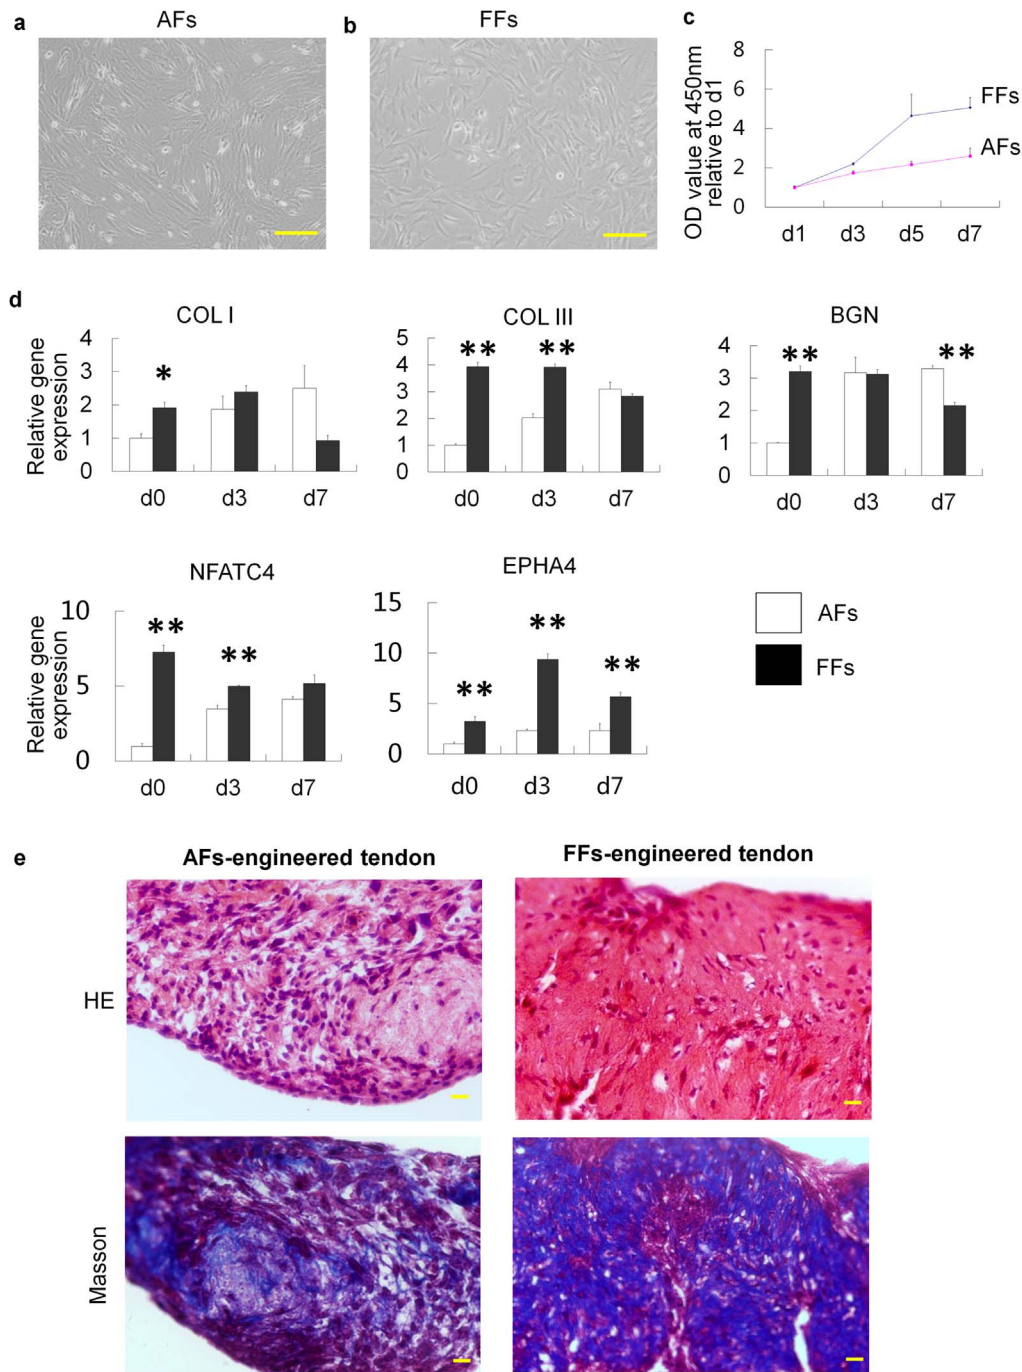 a
AFs
b
FFs
c
OD value at 450nm
relative to d1
8
6
4
2
0
FFs
AFs
d1 d3 d5 d7
d
COL I
Relative gene
expression
4
3
2
1
0
*
d0 d3 d7
COL III
5
4
3
2
1
0
** **
d0 d3 d7
BGN
4
3
2
1
0
** **
d0 d3 d7
NFATC4
Relative gene
expression
10
5
0
** **
d0 d3 d7
EPHA4
15
10
5
0
** ** **
d0 d3 d7
AFs
FFs
e
AFs-engineered tendon
FFs-engineered tendon
HE
Masson